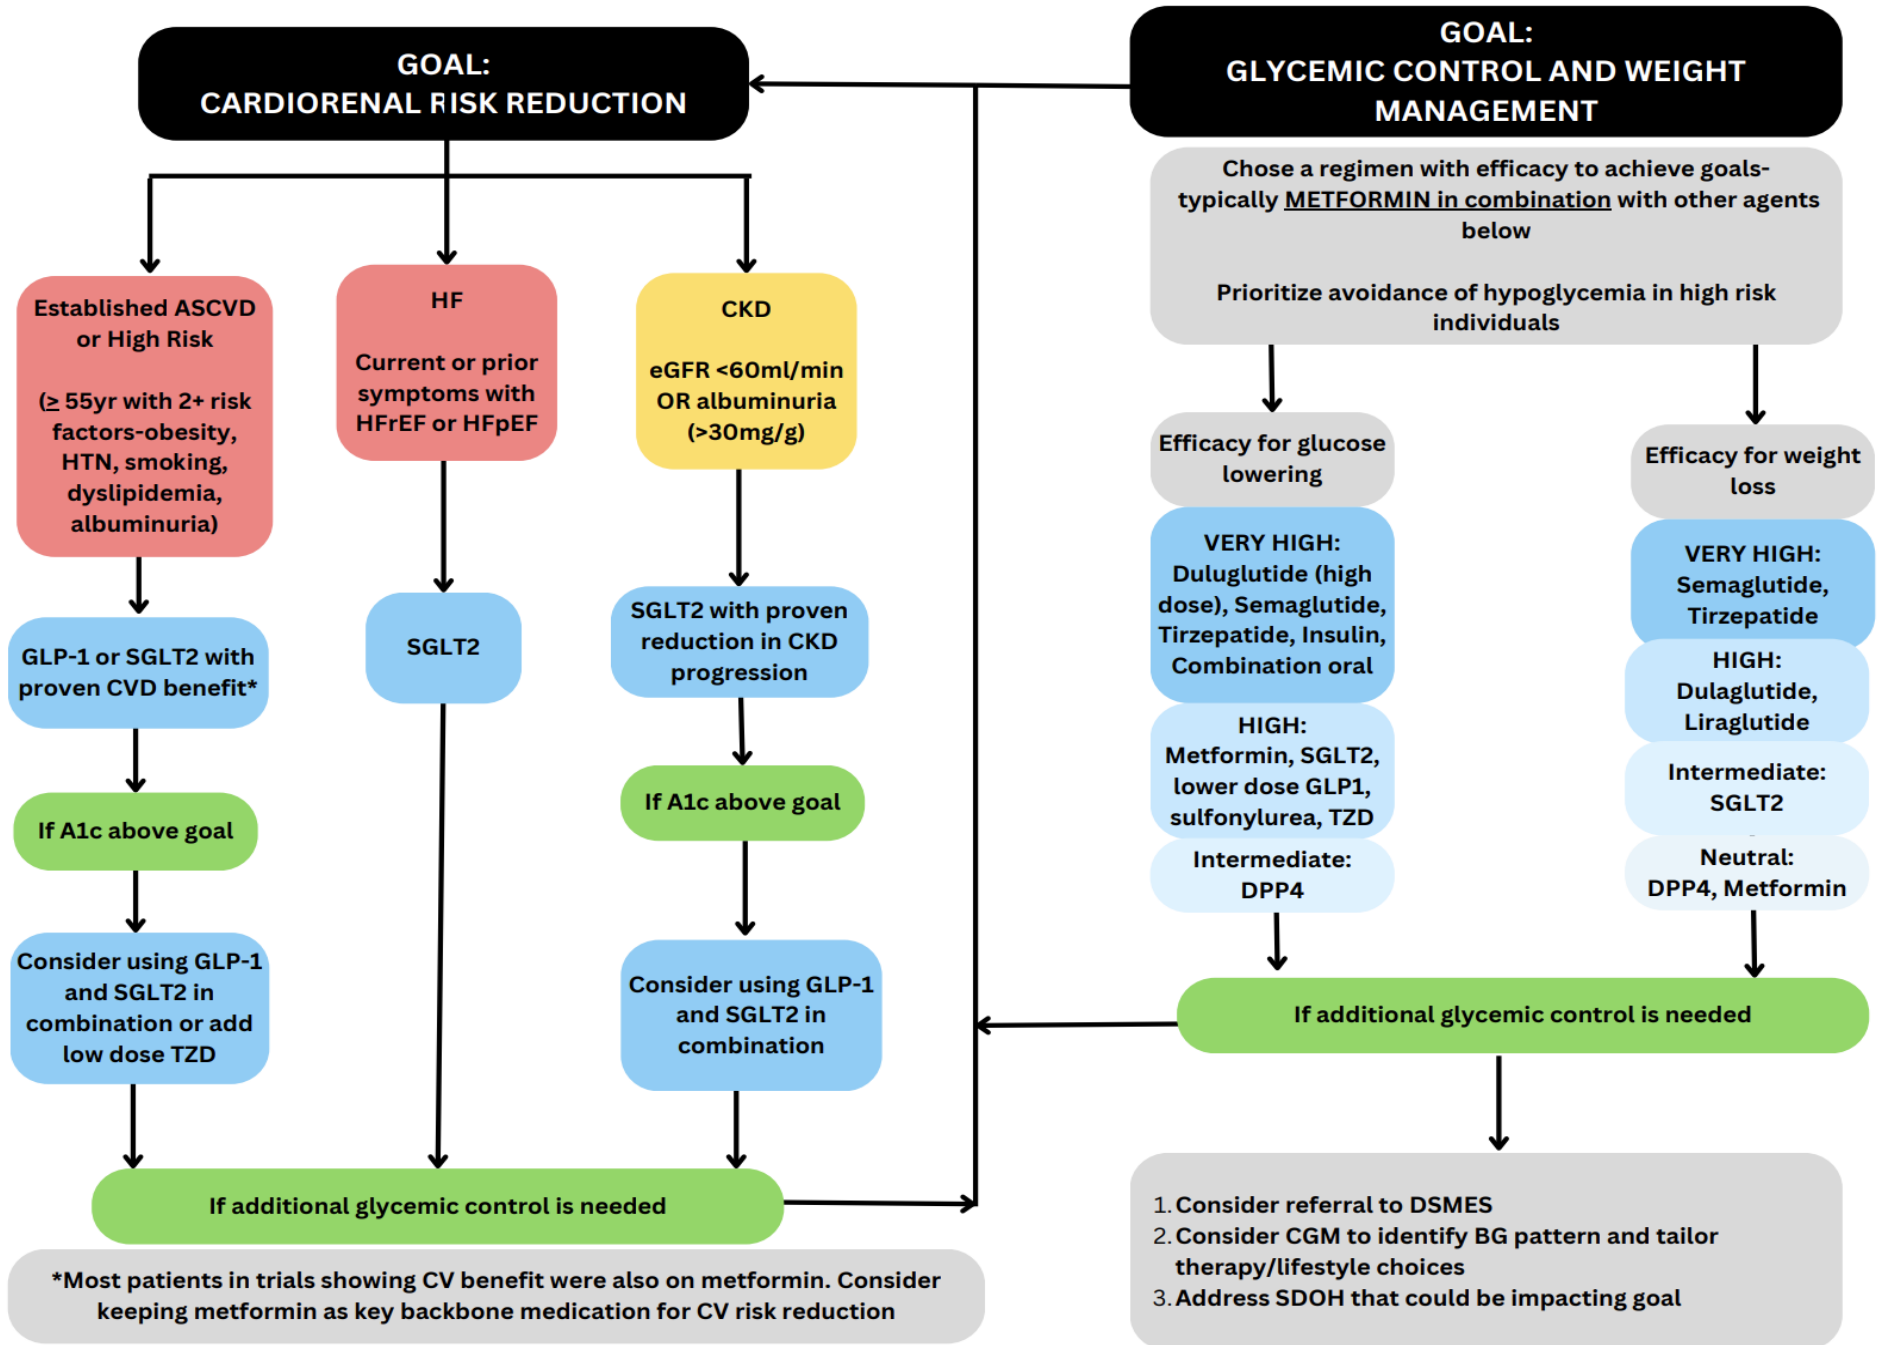 GOAL:
CARDIORENAL RISK REDUCTION
Established ASCVD
or High Risk
(≥ 55yr with 2+ risk
factors-obesity,
HTN, smoking,
dyslipidemia,
albuminuria)
GLP-1 or SGLT2 with
proven CVD benefit*
If A1c above goal
Consider using GLP-1
and SGLT2 in
combination or add
low dose TZD
HF
Current or prior
symptoms with
HFrEF or HFpEF
SGLT2
CKD
eGFR <60ml/min
OR albuminuria
(>30mg/g)
SGLT2 with proven
reduction in CKD
progression
If A1c above goal
Consider using GLP-1
and SGLT2 in
combination
If additional glycemic control is needed
*Most patients in trials showing CV benefit were also on metformin. Consider
keeping metformin as key backbone medication for CV risk reduction
GOAL:
GLYCEMIC CONTROL AND WEIGHT
MANAGEMENT
Chose a regimen with efficacy to achieve goals-
typically METFORMIN in combination with other agents
below
Prioritize avoidance of hypoglycemia in high risk
individuals
Efficacy for glucose
lowering
VERY HIGH:
Duluglutide (high
dose), Semaglutide,
Tirzepatide, Insulin,
Combination oral
HIGH:
Metformin, SGLT2,
lower dose GLP1,
sulfonylurea, TZD
Intermediate:
DPP4
Efficacy for weight
loss
VERY HIGH:
Semaglutide,
Tirzepatide
HIGH:
Dulaglutide,
Liraglutide
Intermediate:
SGLT2
Neutral:
DPP4, Metformin
If additional glycemic control is needed
1. Consider referral to DSMES
2. Consider CGM to identify BG pattern and tailor
therapy/lifestyle choices
3. Address SDOH that could be impacting goal